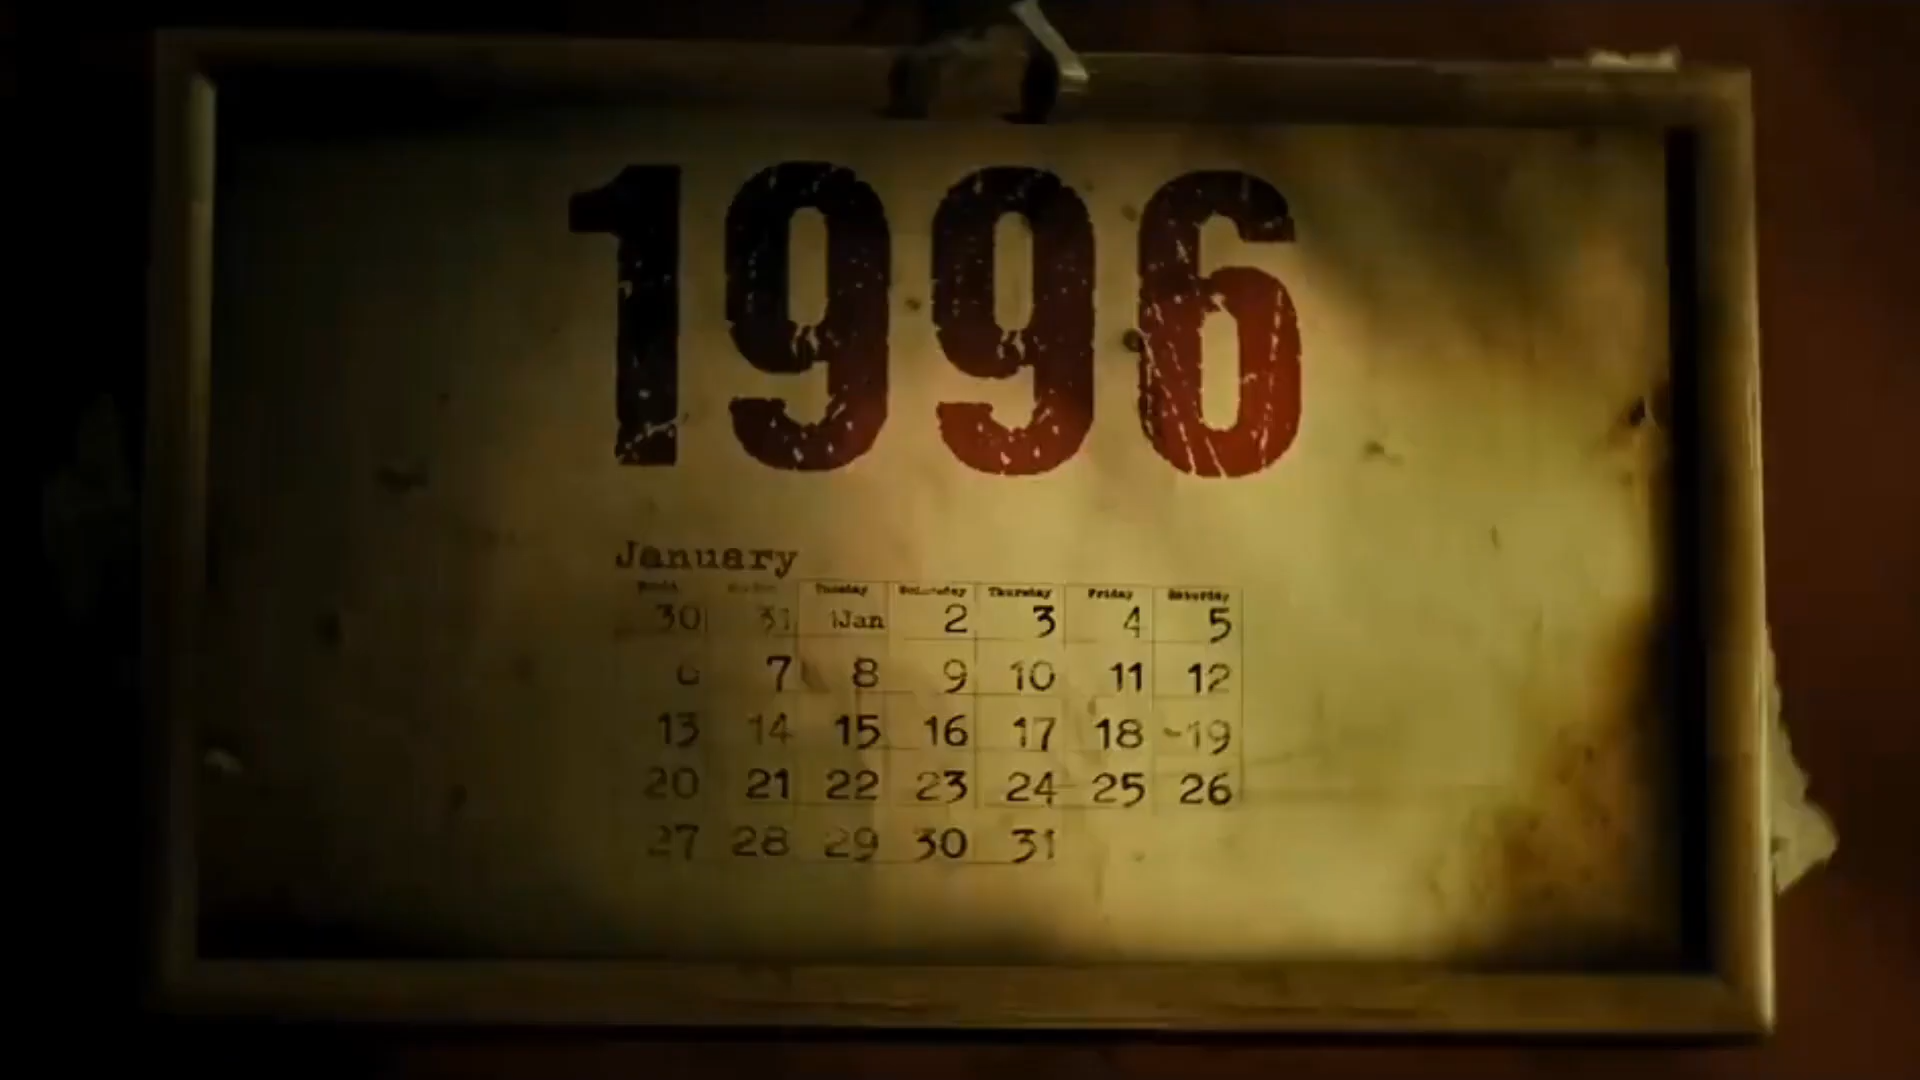 1996
January
Tuesday Thursday Friday Saturday
30 31 1Jan 2 3 4 5
7 8 9 10 11 12
13 14 15 16 17 18 19
20 21 22 23 24 25 26
27 28 29 30 31